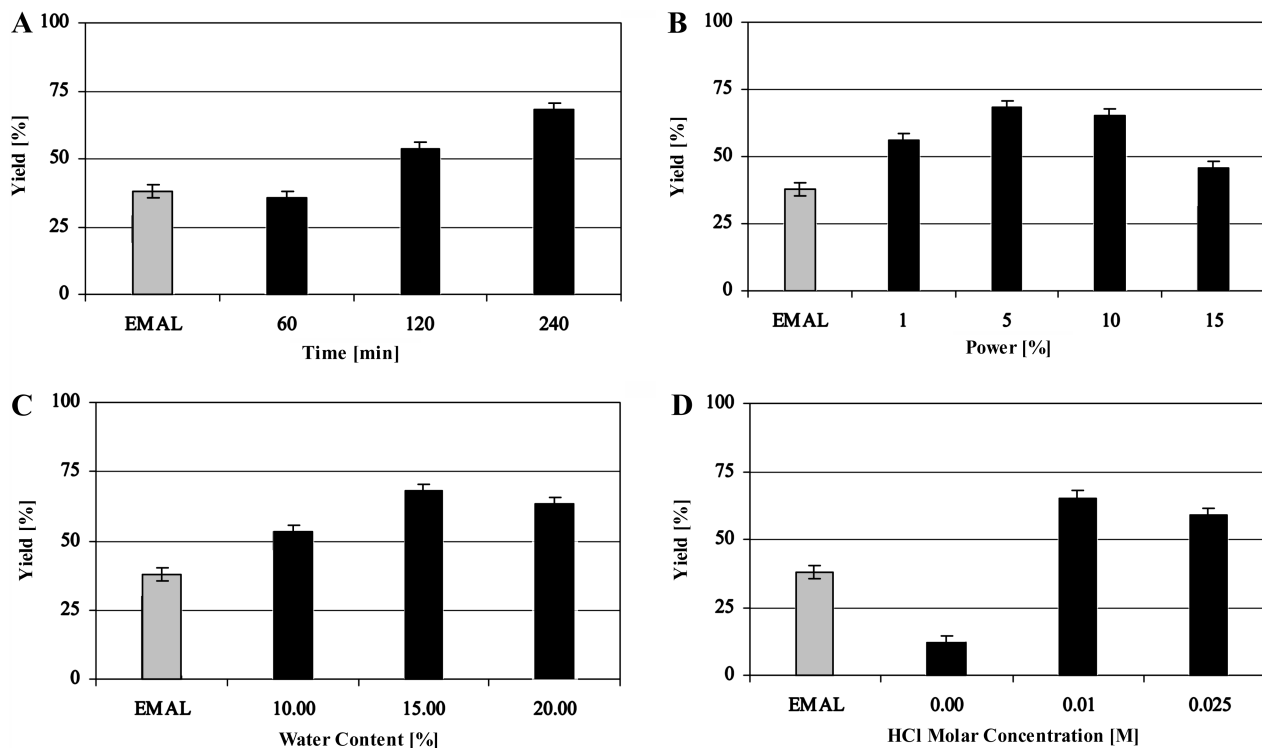 A
100
75
50
25
0
Yield [%]
EMAL 60 120 240
Time [min]
B
100
75
50
25
0
Yield [%]
EMAL 1 5 10 15
Power [%]
C
100
75
50
25
0
Yield [%]
EMAL 10.00 15.00 20.00
Water Content [%]
D
100
75
50
25
0
Yield [%]
EMAL 0.00 0.01 0.025
HCl Molar Concentration [M]